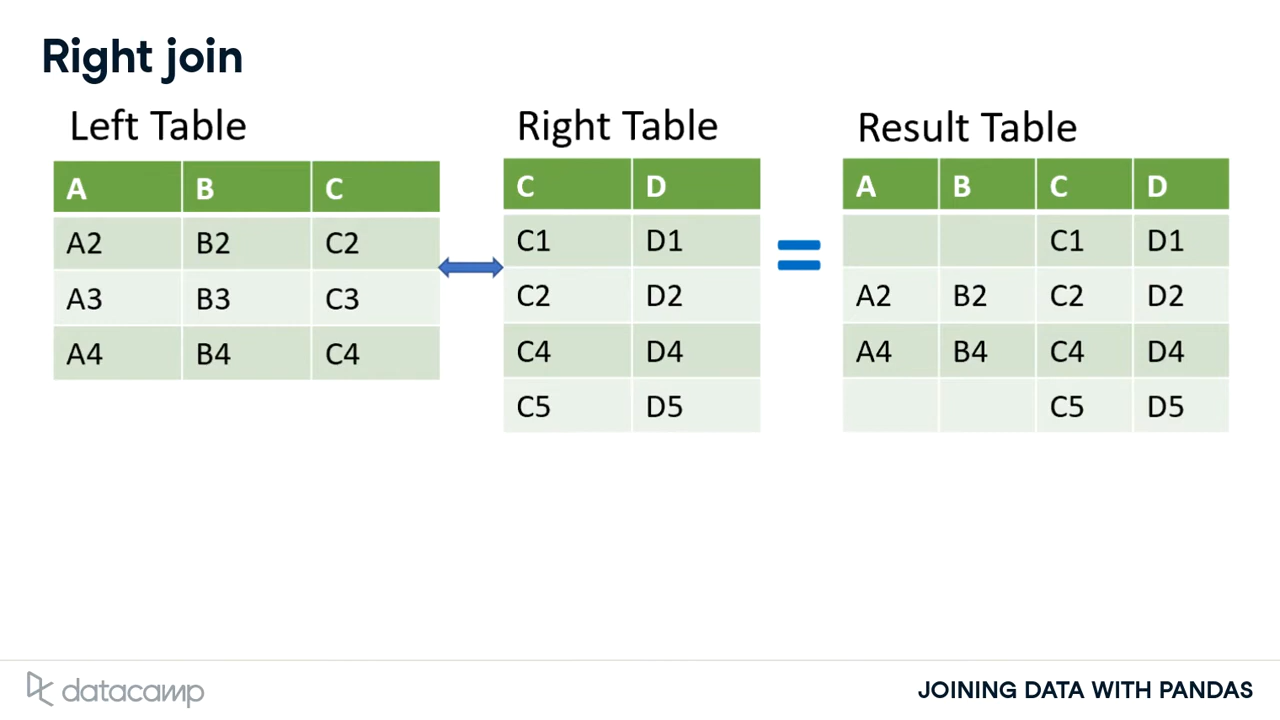 Right join
Left Table
A B C
A2 B2 C2
A3 B3 C3
A4 B4 C4
Right Table
C D
C1 D1
C2 D2
C4 D4
C5 D5
=
Result Table
A B C D
C1 D1
A2 B2 C2 D2
A4 B4 C4 D4
C5 D5
datacamp
JOINING DATA WITH PANDAS